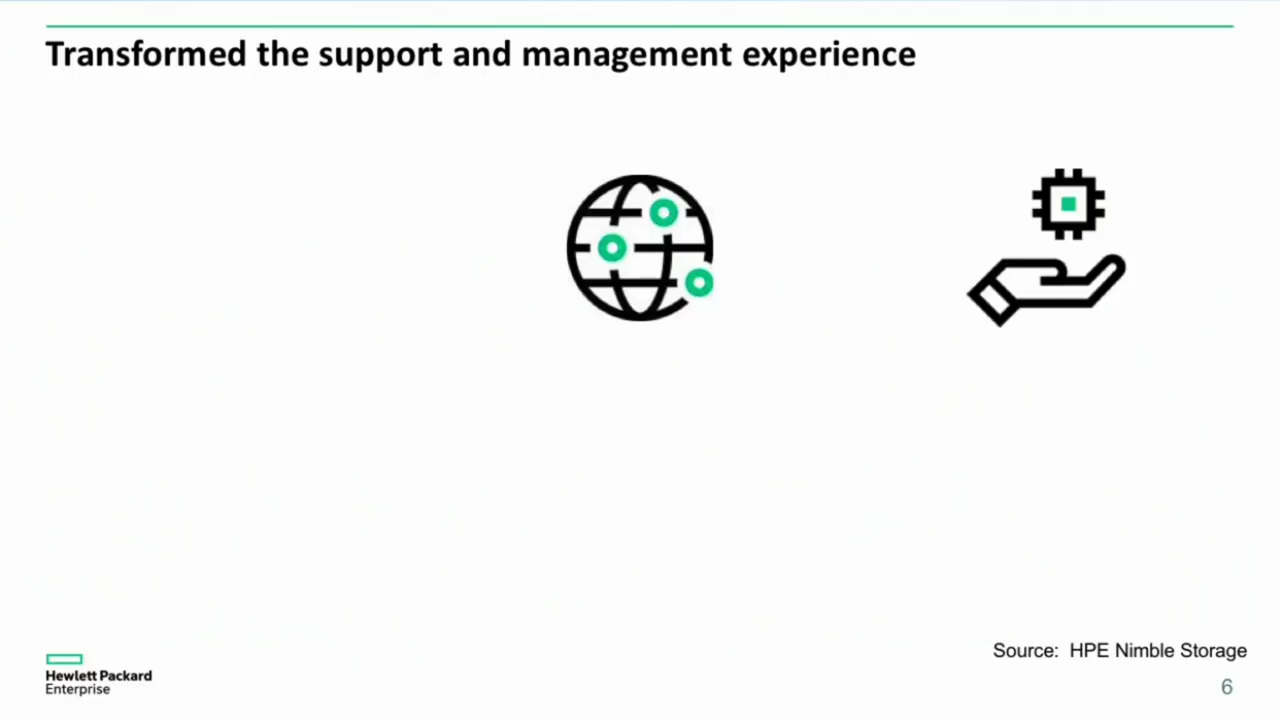 Transformed the support and management experience
Source: HPE Nimble Storage
Hewlett Packard
Enterprise
6